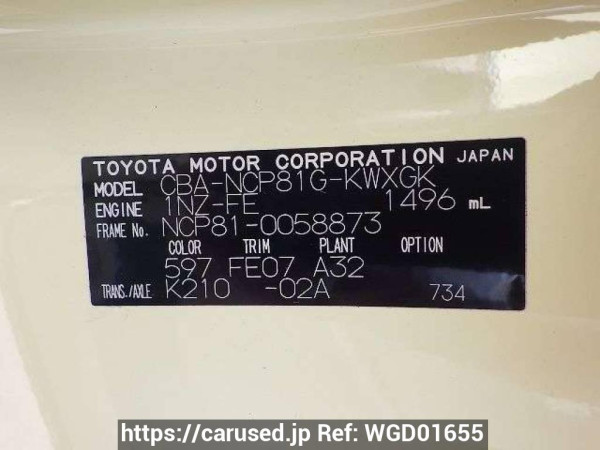 TOYOTA MOTOR CORPORATION JAPAN
MODEL CBA-NCP81G-KWXGK
ENGINE 1NZ-FE 1496 mL
FRAME No. NCP81-0058873
COLOR TRIM PLANT OPTION
597 FE07 A32
TRANS./AXLE K210 -02A 734
https://carused.jp Ref: WGD01655